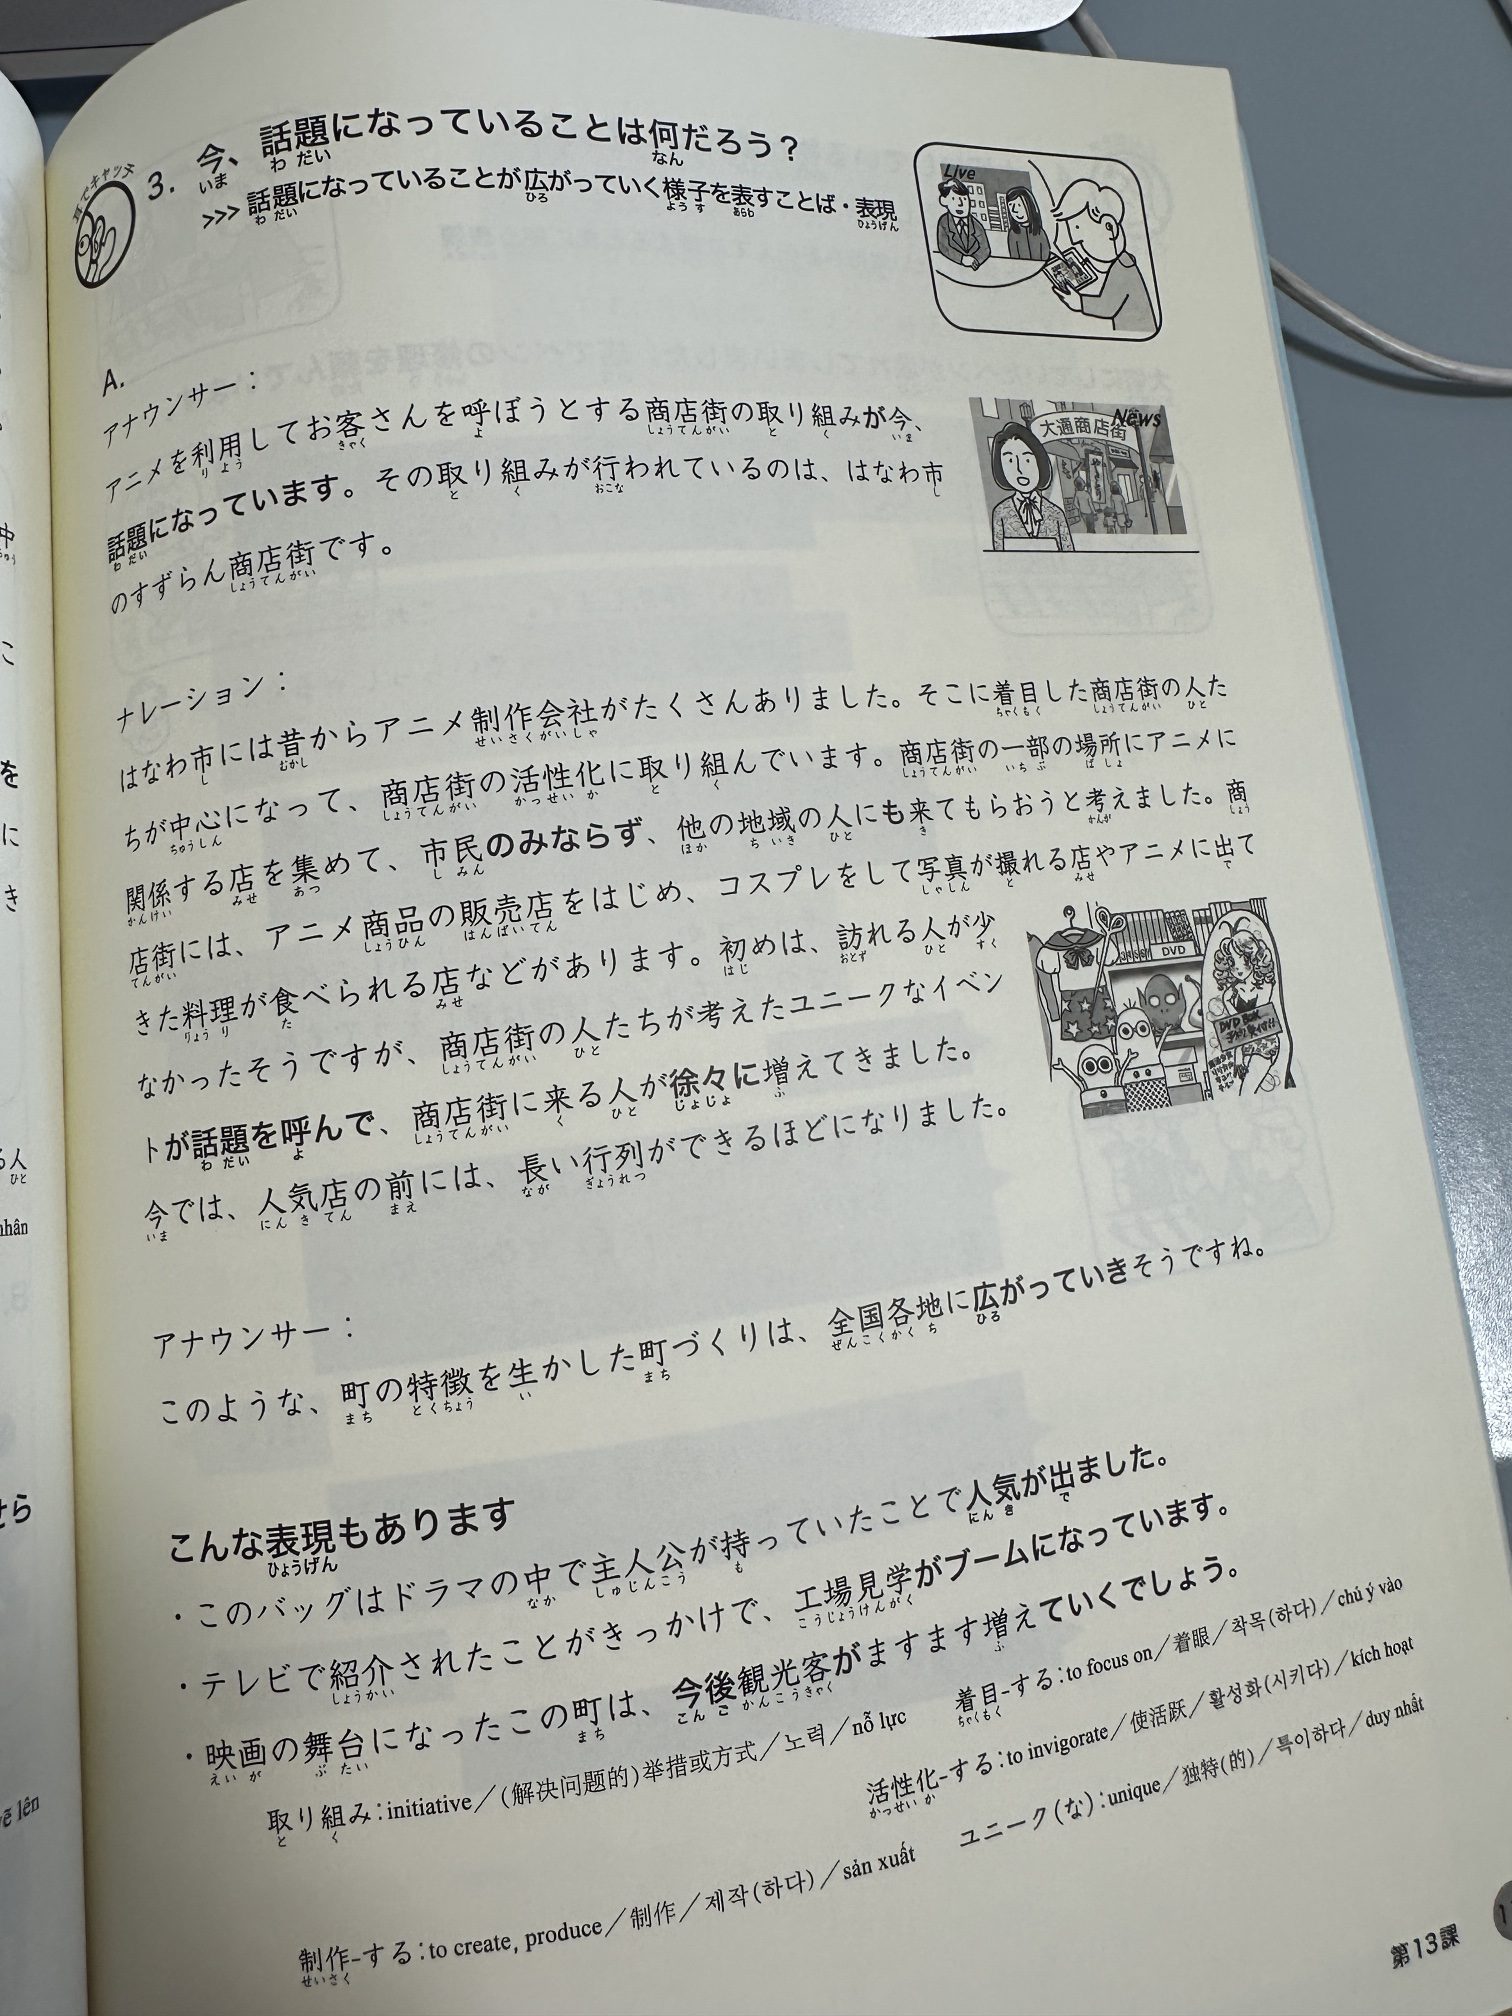 耳でキャッチ
3. 今、話題になっていることは何だろう？
>>> 話題になっていることが広がっていく様子を表すことば・表現
Live
A.
アナウンサー：
アニメを利用してお客さんを呼ぼうとする商店街の取り組みが今、
話題になっています。その取り組みが行われているのは、はなわ市
のすずらん商店街です。
News
大通商店街
ナレーション：
はなわ市には昔からアニメ制作会社がたくさんありました。そこに着目した商店街の人た
ちが中心になって、商店街の活性化に取り組んでいます。商店街の一部の場所にアニメに
関係する店を集めて、市民のみならず、他の地域の人にも来てもらおうと考えました。商
店街には、アニメ商品の販売店をはじめ、コスプレをして写真が撮れる店やアニメに出て
きた料理が食べられる店などがあります。初めは、訪れる人が少
なかったそうですが、商店街の人たちが考えたユニークなイベン
トが話題を呼んで、商店街に来る人が徐々に増えてきました。
今では、人気店の前には、長い行列ができるほどになりました。
DVD
DVD BOX
アナウンサー：
このような、町の特徴を生かした町づくりは、全国各地に広がっていきそうですね。
こんな表現もあります
・このバッグはドラマの中で主人公が持っていたことで人気が出ました。
・テレビで紹介されたことがきっかけで、工場見学がブームになっています。
・映画の舞台になったこの町は、今後観光客がますます増えていくでしょう。
取り組み：initiative／(解决问题的)举措或方式／노력／nỗ lực
着目-する：to focus on／着眼／착목(하다)／chú ý vào
活性化-する：to invigorate／使活跃／활성화(시키다)／kích hoạt
制作-する：to create, produce／制作／제작(하다)／sản xuất
ユニーク(な)：unique／独特(的)／특이하다／duy nhất
第13課